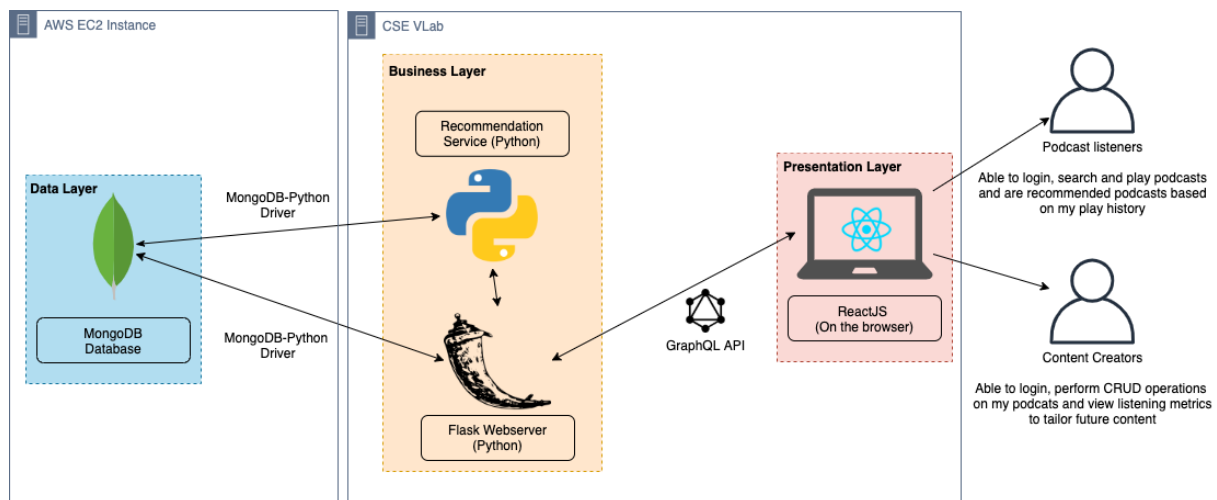 AWS EC2 Instance
CSE VLab
Business Layer
Recommendation
Service (Python)
Data Layer
MongoDB-Python
Driver
MongoDB
Database
MongoDB-Python
Driver
Flask Webserver
(Python)
GraphQL API
Presentation Layer
ReactJS
(On the browser)
Podcast listeners
Able to login, search and play podcasts
and are recommended podcasts based
on my play history
Content Creators
Able to login, perform CRUD operations
on my podcats and view listening metrics
to tailor future content